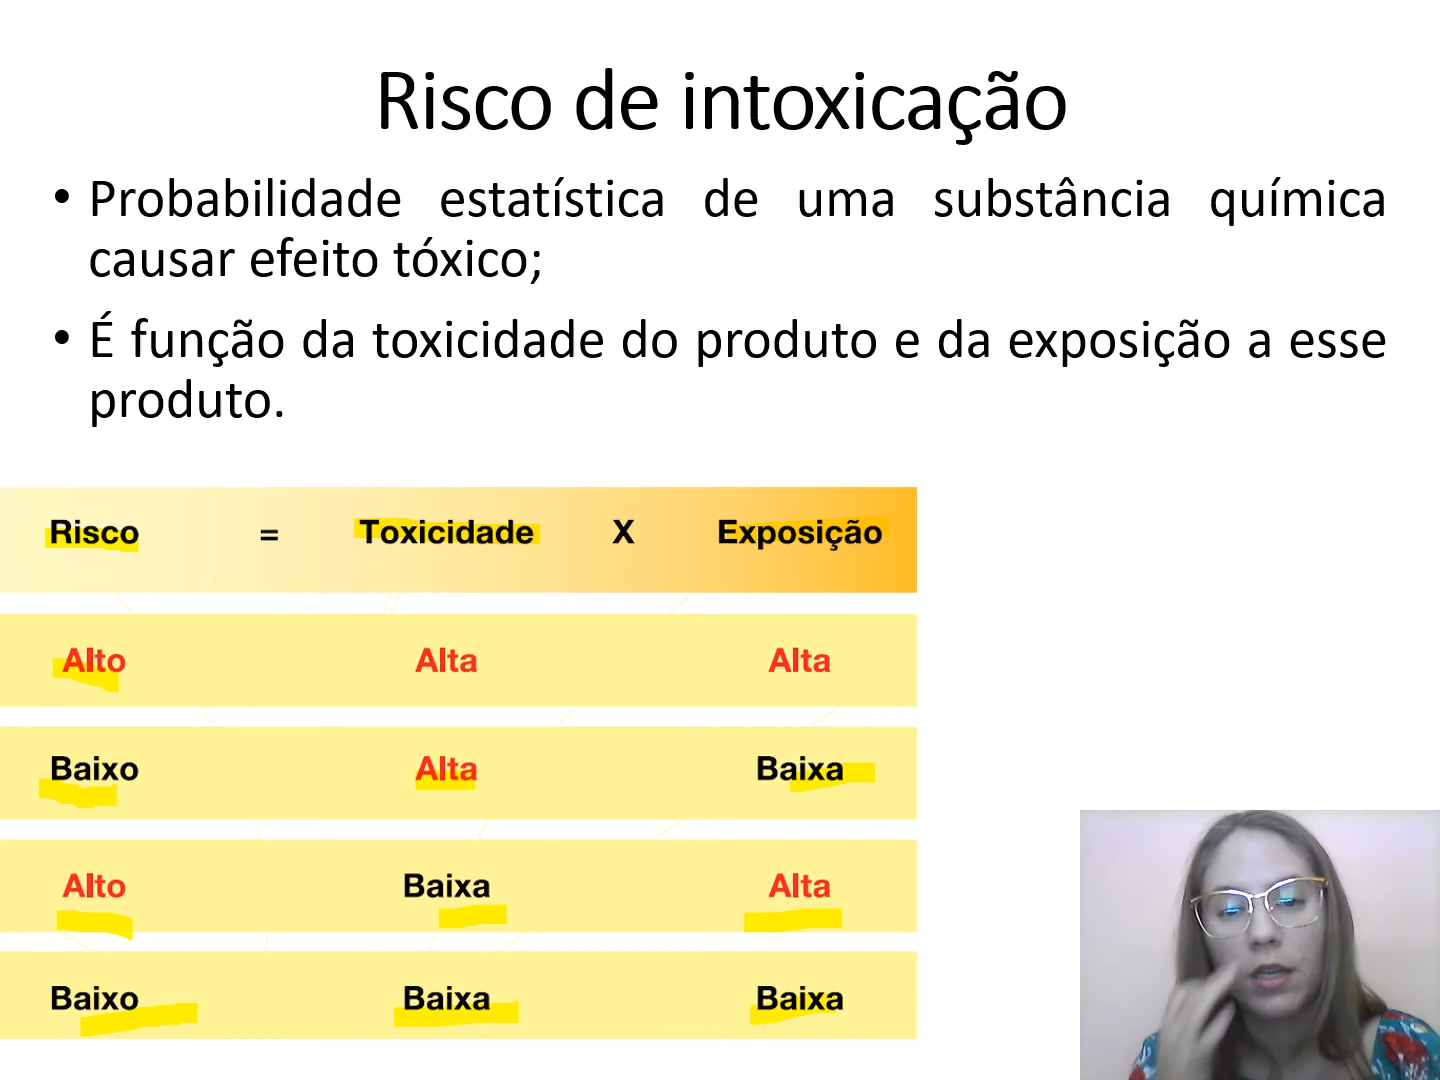 Risco de intoxicação
• Probabilidade estatística de uma substância química
causar efeito tóxico;
• É função da toxicidade do produto e da exposição a esse
produto.
Risco = Toxicidade X Exposição
Alto Alta Alta
Baixo Alta Baixa
Alto Baixa Alta
Baixo Baixa Baixa